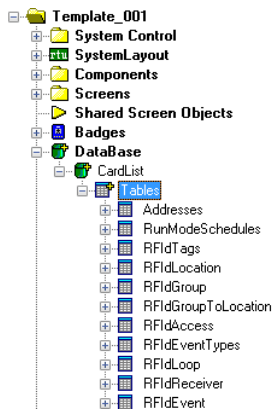 Template_001
System Control
rtu SystemLayout
Components
Screens
Shared Screen Objects
Badges
DataBase
CardList
Tables
Addresses
RunModeSchedules
RFIdTags
RFIdLocation
RFIdGroup
RFIdGroupToLocation
RFIdAccess
RFIdEventTypes
RFIdLoop
RFIdReceiver
RFIdEvent